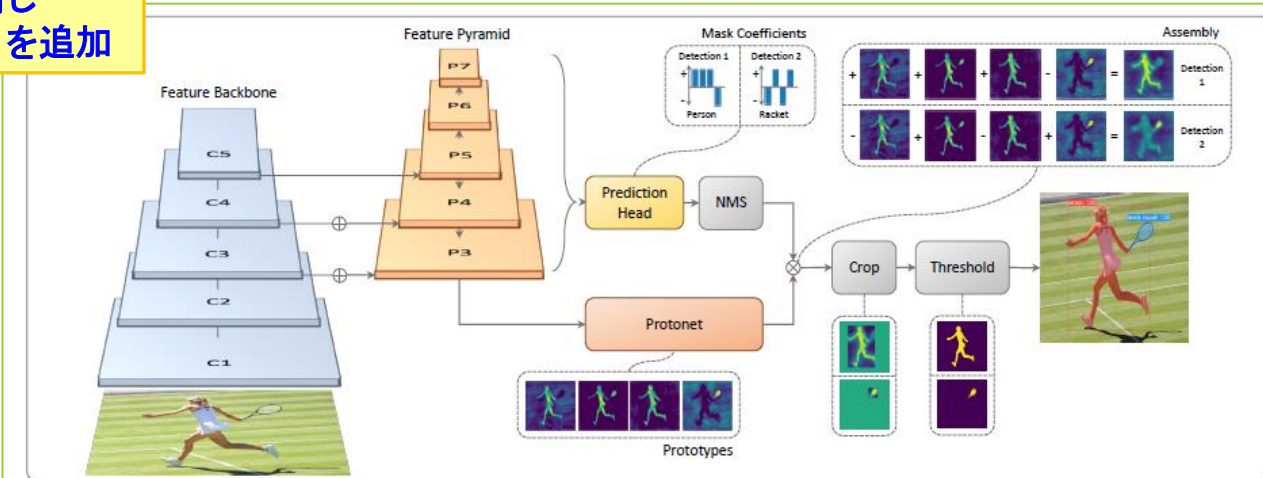 を追加
Feature Pyramid
Feature Backbone
P7
P6
P5
P4
P3
C5
C4
C3
C2
C1
Mask Coefficients
Detection 1
Detection 2
+
-
Person
+
-
Racket
Assembly
+ + + - = Detection 1
- + - + = Detection 2
Prediction
Head
NMS
Crop
Threshold
Protonet
Prototypes